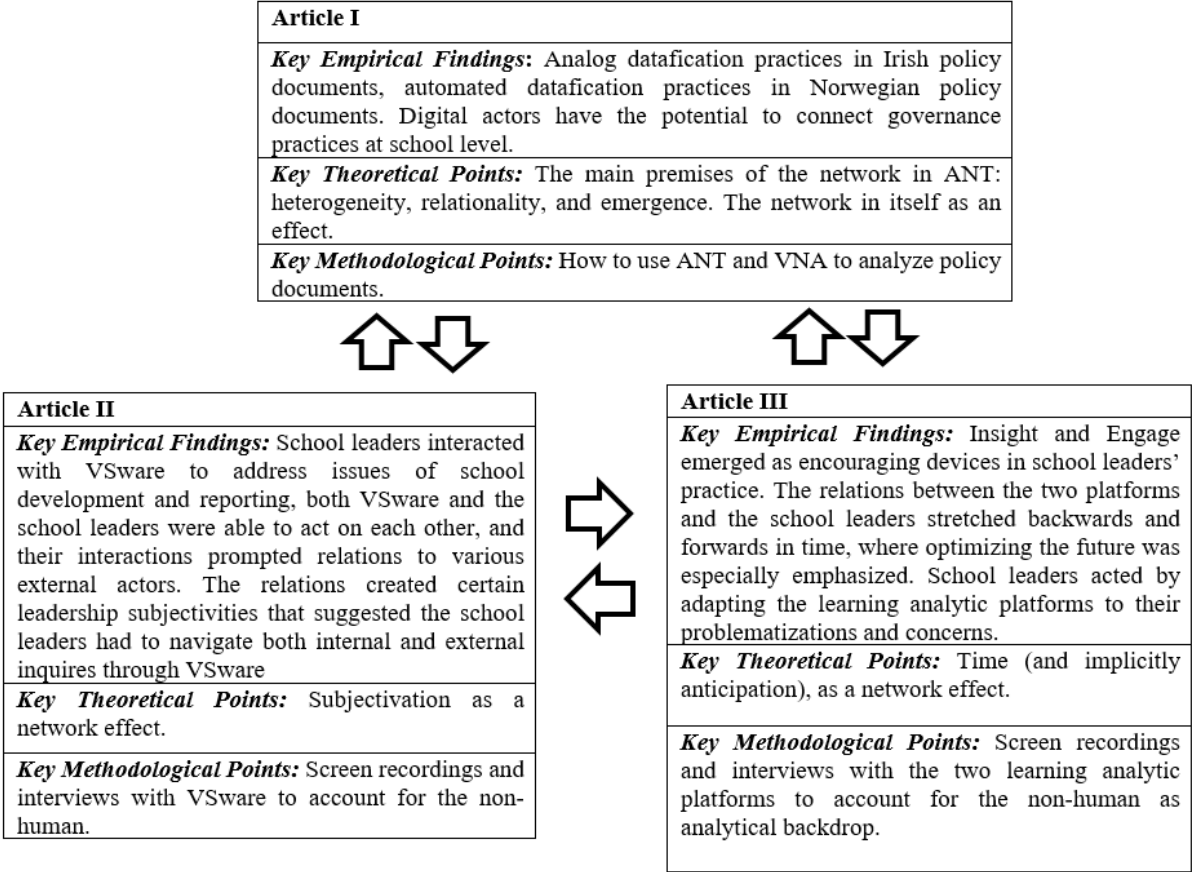 Article I
Key Empirical Findings: Analog datafication practices in Irish policy
documents, automated datafication practices in Norwegian policy
documents. Digital actors have the potential to connect governance
practices at school level.
Key Theoretical Points: The main premises of the network in ANT:
heterogeneity, relationality, and emergence. The network in itself as an
effect.
Key Methodological Points: How to use ANT and VNA to analyze policy
documents.
Article II
Key Empirical Findings: School leaders interacted
with VSware to address issues of school
development and reporting, both VSware and the
school leaders were able to act on each other, and
their interactions prompted relations to various
external actors. The relations created certain
leadership subjectivities that suggested the school
leaders had to navigate both internal and external
inquires through VSware
Key Theoretical Points: Subjectivation as a
network effect.
Key Methodological Points: Screen recordings and
interviews with VSware to account for the non-
human.
Article III
Key Empirical Findings: Insight and Engage
emerged as encouraging devices in school leaders’
practice. The relations between the two platforms
and the school leaders stretched backwards and
forwards in time, where optimizing the future was
especially emphasized. School leaders acted by
adapting the learning analytic platforms to their
problematizations and concerns.
Key Theoretical Points: Time (and implicitly
anticipation), as a network effect.
Key Methodological Points: Screen recordings
and interviews with the two learning analytic
platforms to account for the non-human as
analytical backdrop.